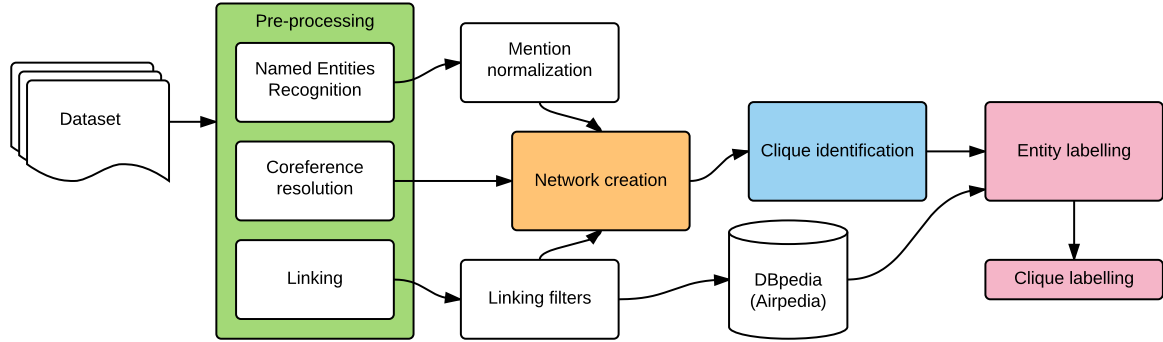 Dataset
Pre-processing
Named Entities
Recognition
Coreference
resolution
Linking
Mention
normalization
Network creation
Linking filters
Clique identification
DBpedia
(Airpedia)
Entity labelling
Clique labelling